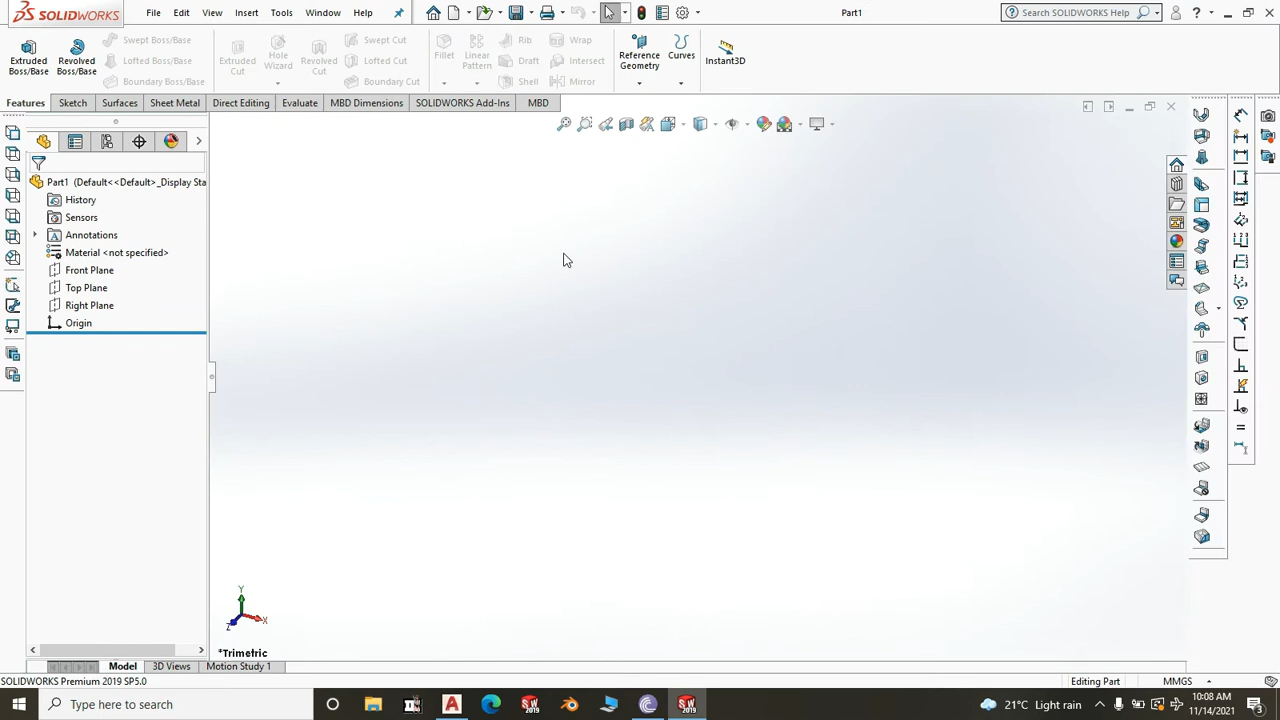 SOLIDWORKS File Edit View Insert Tools Window Help Part1 Search SOLIDWORKS Help
Extruded Boss/Base
Revolved Boss/Base
Swept Boss/Base
Lofted Boss/Base
Boundary Boss/Base
Extruded Cut
Hole Wizard
Revolved Cut
Swept Cut
Lofted Cut
Boundary Cut
Fillet
Linear Pattern
Rib
Draft
Shell
Wrap
Intersect
Mirror
Reference Geometry
Curves
Instant3D
Features Sketch Surfaces Sheet Metal Direct Editing Evaluate MBD Dimensions SOLIDWORKS Add-Ins MBD
Part1 (Default<<Default>_Display Sta
History
Sensors
Annotations
Material <not specified>
Front Plane
Top Plane
Right Plane
Origin
Y
Z
X
*Trimetric
Model 3D Views Motion Study 1
SOLIDWORKS Premium 2019 SP5.0 Editing Part MMGS
Type here to search
21°C Light rain
10:08 AM
11/14/2021